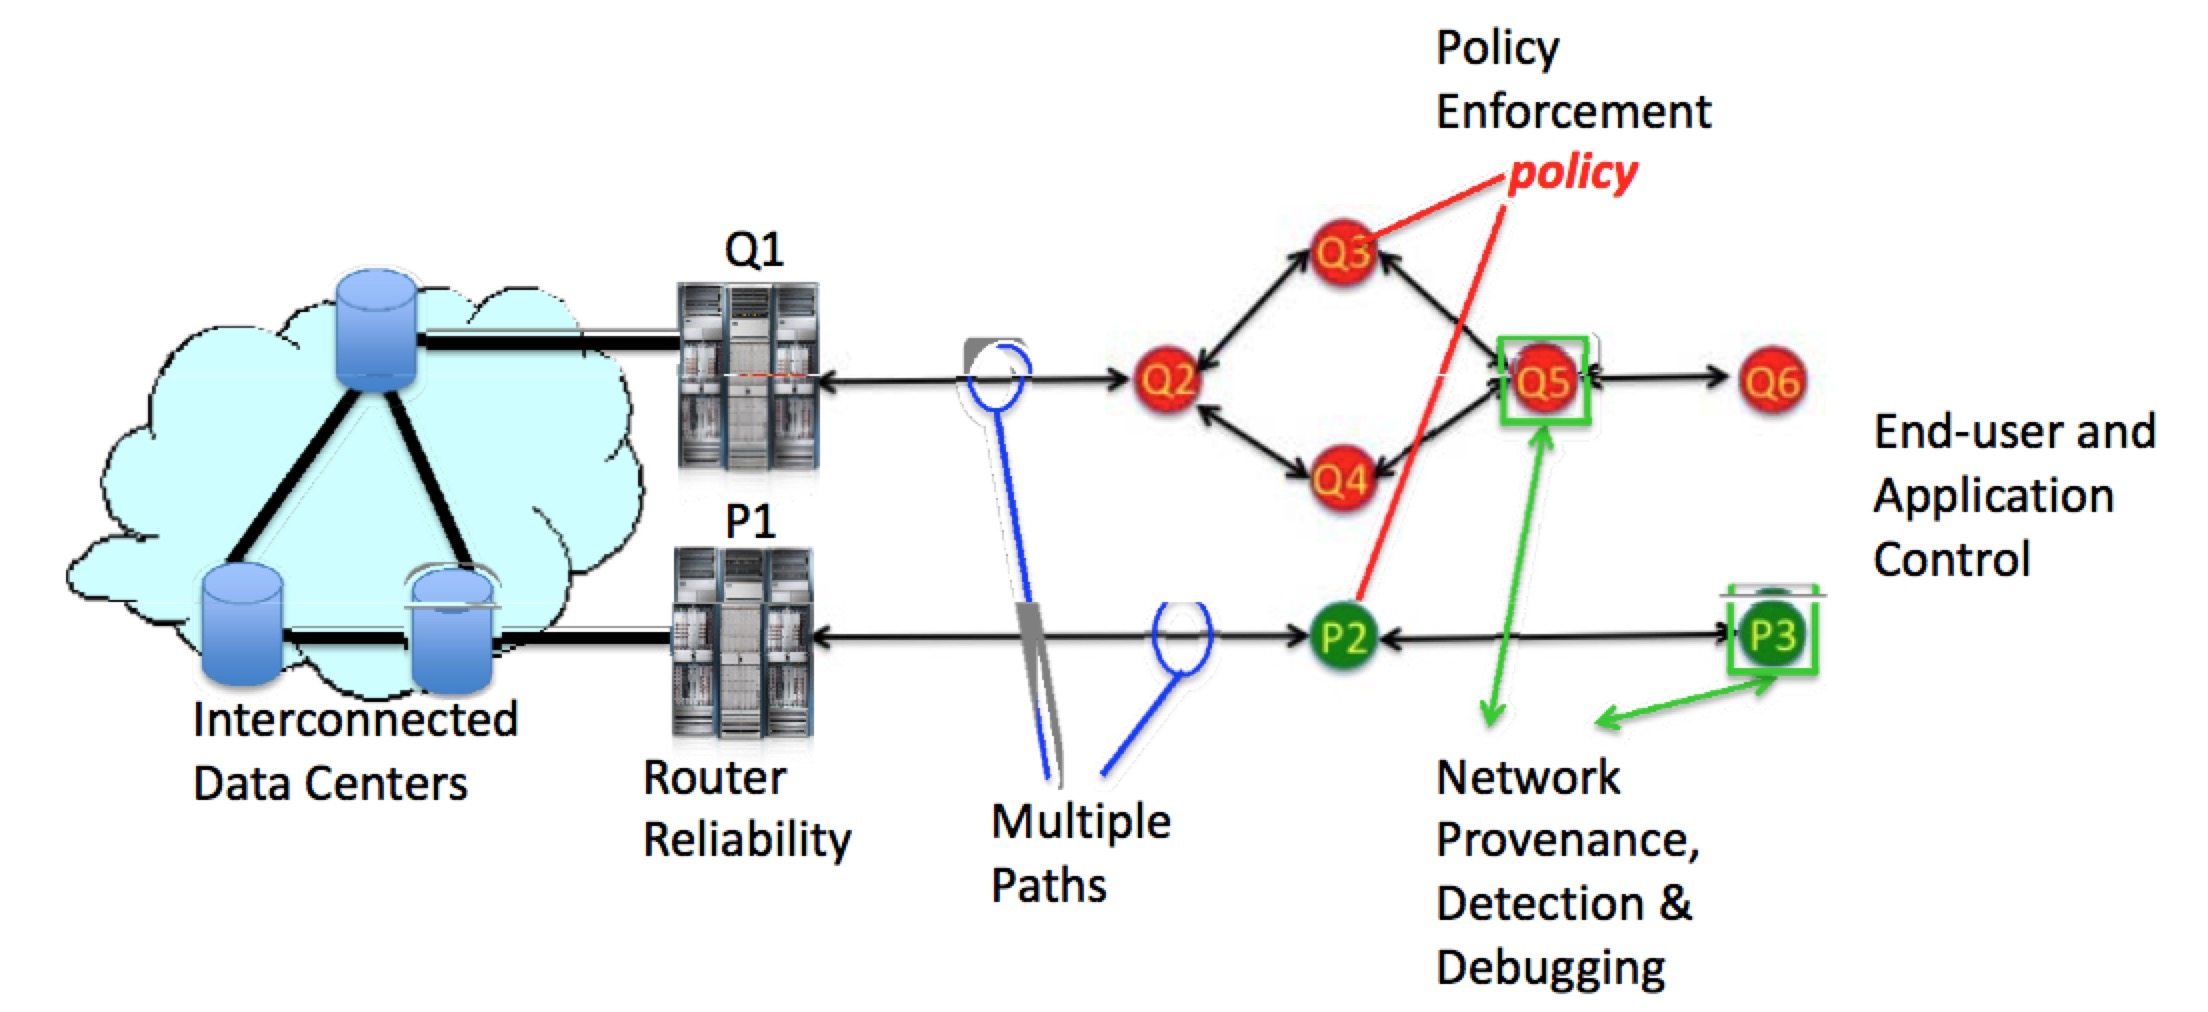 Policy
Enforcement
policy
Q1
Q3
Q2
Q5
Q6
Q4
End-user and
Application
Control
P1
P2
P3
Interconnected
Data Centers
Router
Reliability
Multiple
Paths
Network
Provenance,
Detection &
Debugging